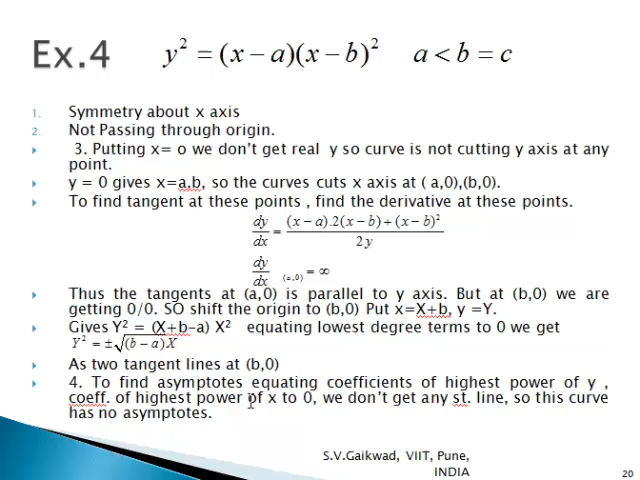 Ex.4 y² = (x − a)(x − b)² a < b = c
1. Symmetry about x axis
2. Not Passing through origin.
3. Putting x= o we don't get real y so curve is not cutting y axis at any
point.
y = 0 gives x=a,b, so the curves cuts x axis at ( a,0),(b,0).
To find tangent at these points , find the derivative at these points.
dy/dx = ((x − a).2(x − b) + (x − b)²)/2y
dy/dx (a,0) = ∞
Thus the tangents at (a,0) is parallel to y axis. But at (b,0) we are
getting 0/0. SO shift the origin to (b,0) Put x=X+b, y =Y.
Gives Y² = (X+b-a) X² equating lowest degree terms to 0 we get
Y² = ±√(b − a)X
As two tangent lines at (b,0)
4. To find asymptotes equating coefficients of highest power of y ,
coeff. of highest power of x to 0, we don't get any st. line, so this curve
has no asymptotes.
S.V.Gaikwad, VIIT, Pune,
INDIA
20